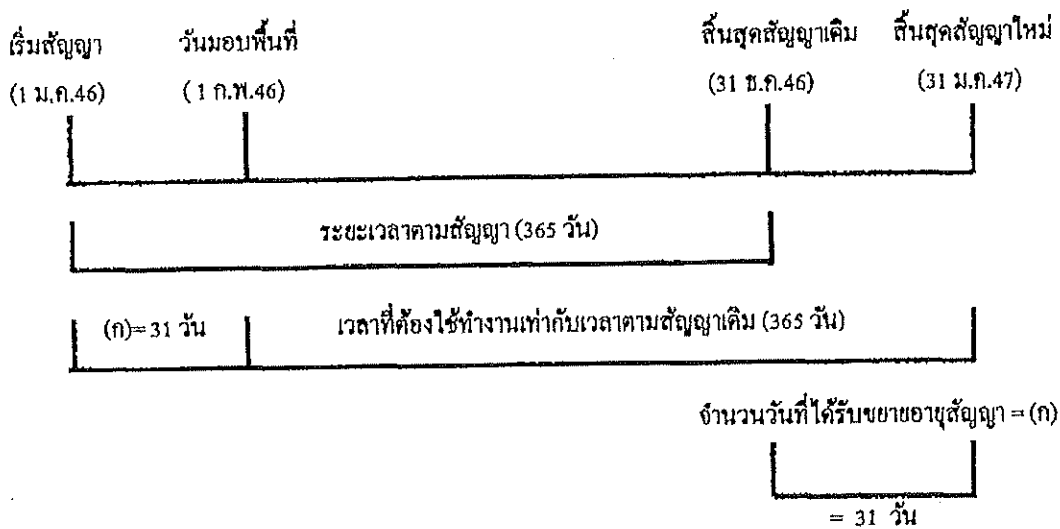 เริ่มสัญญา วันมอบพื้นที่ สิ้นสุดสัญญาเดิม สิ้นสุดสัญญาใหม่
(1 ม.ค.46) (1 ก.พ.46) (31 ธ.ค.46) (31 ม.ค.47)
ระยะเวลาตามสัญญา (365 วัน)
(ก)= 31 วัน เวลาที่ต้องใช้ทำงานเท่ากับเวลาตามสัญญาเดิม (365 วัน)
จำนวนวันที่ได้รับขยายอายุสัญญา = (ก)
= 31 วัน